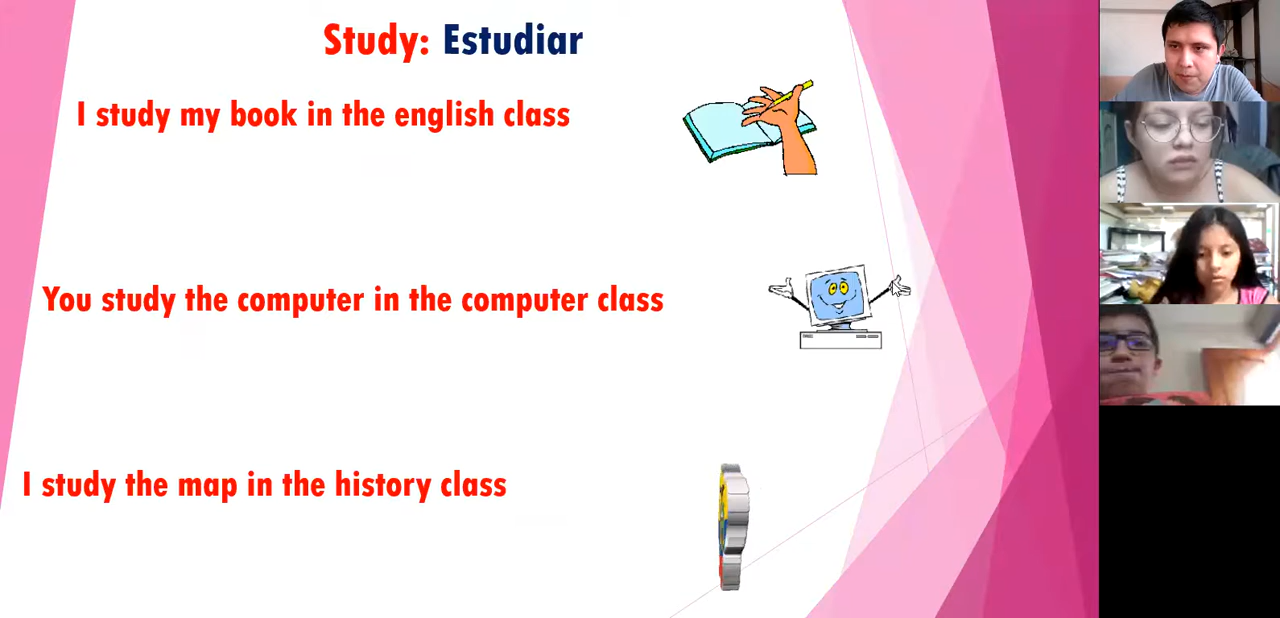 Study: Estudiar
I study my book in the english class
You study the computer in the computer class
I study the map in the history class